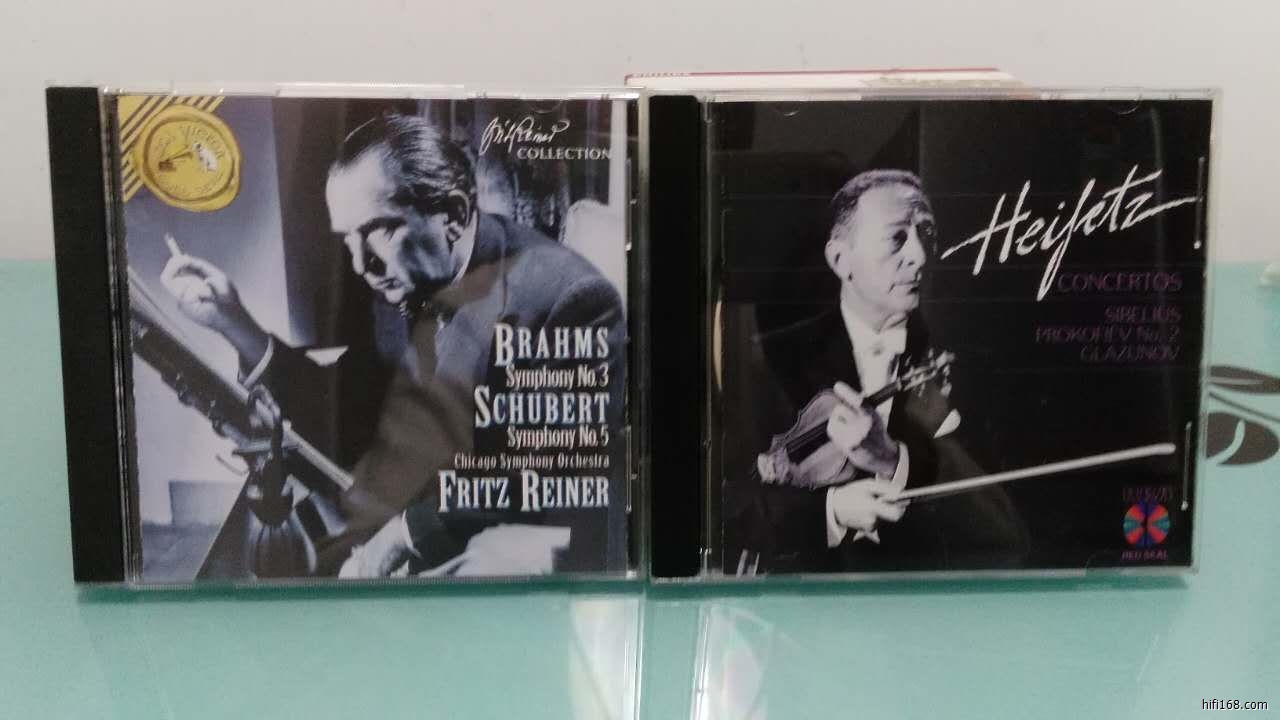 Fritz Reiner
COLLECTION
BRAHMS
Symphony No. 3
SCHUBERT
Symphony No. 5
Chicago Symphony Orchestra
FRITZ REINER
Heifetz
CONCERTOS
SIBELIUS
PROKOFIEV No. 2
GLAZUNOV
RED SEAL
hifi168.com